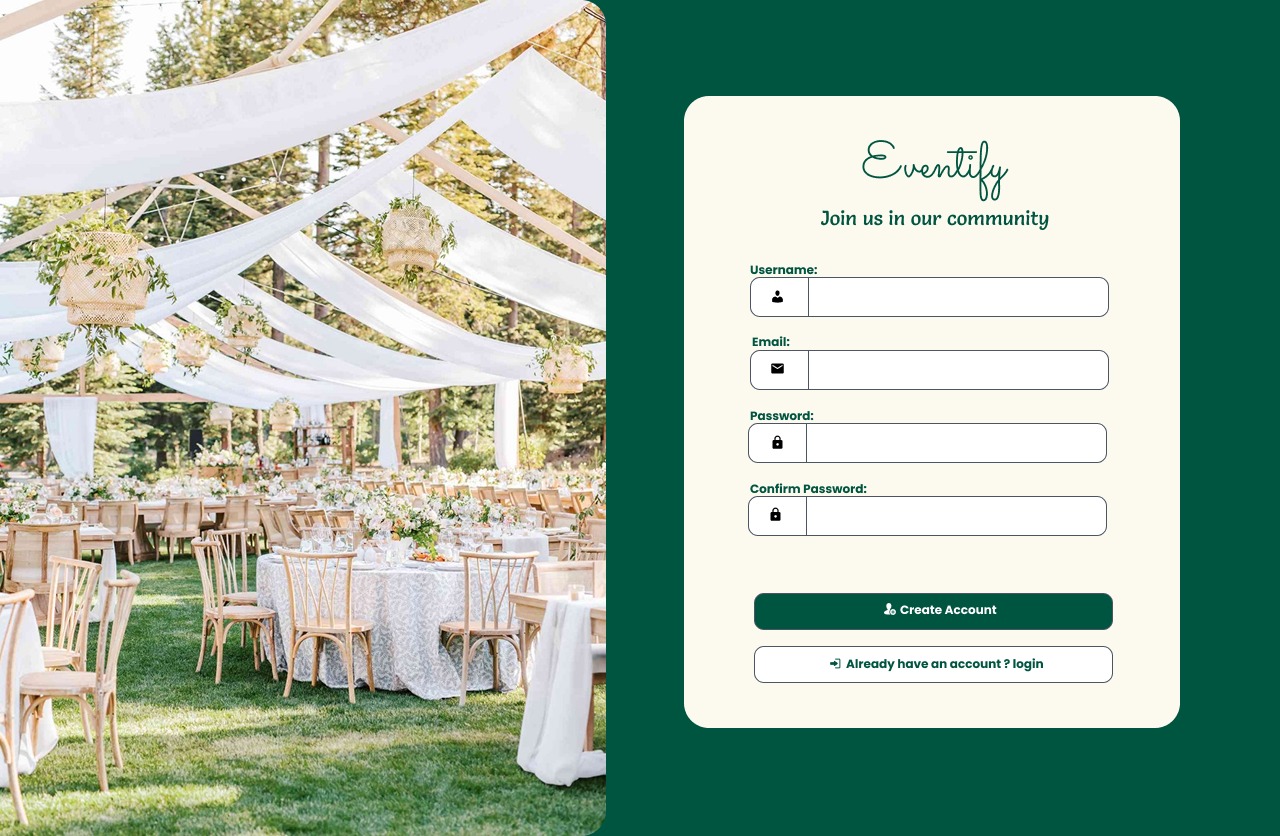 Eventify
Join us in our community
Username:
Email:
Password:
Confirm Password:
Create Account
Already have an account ? login